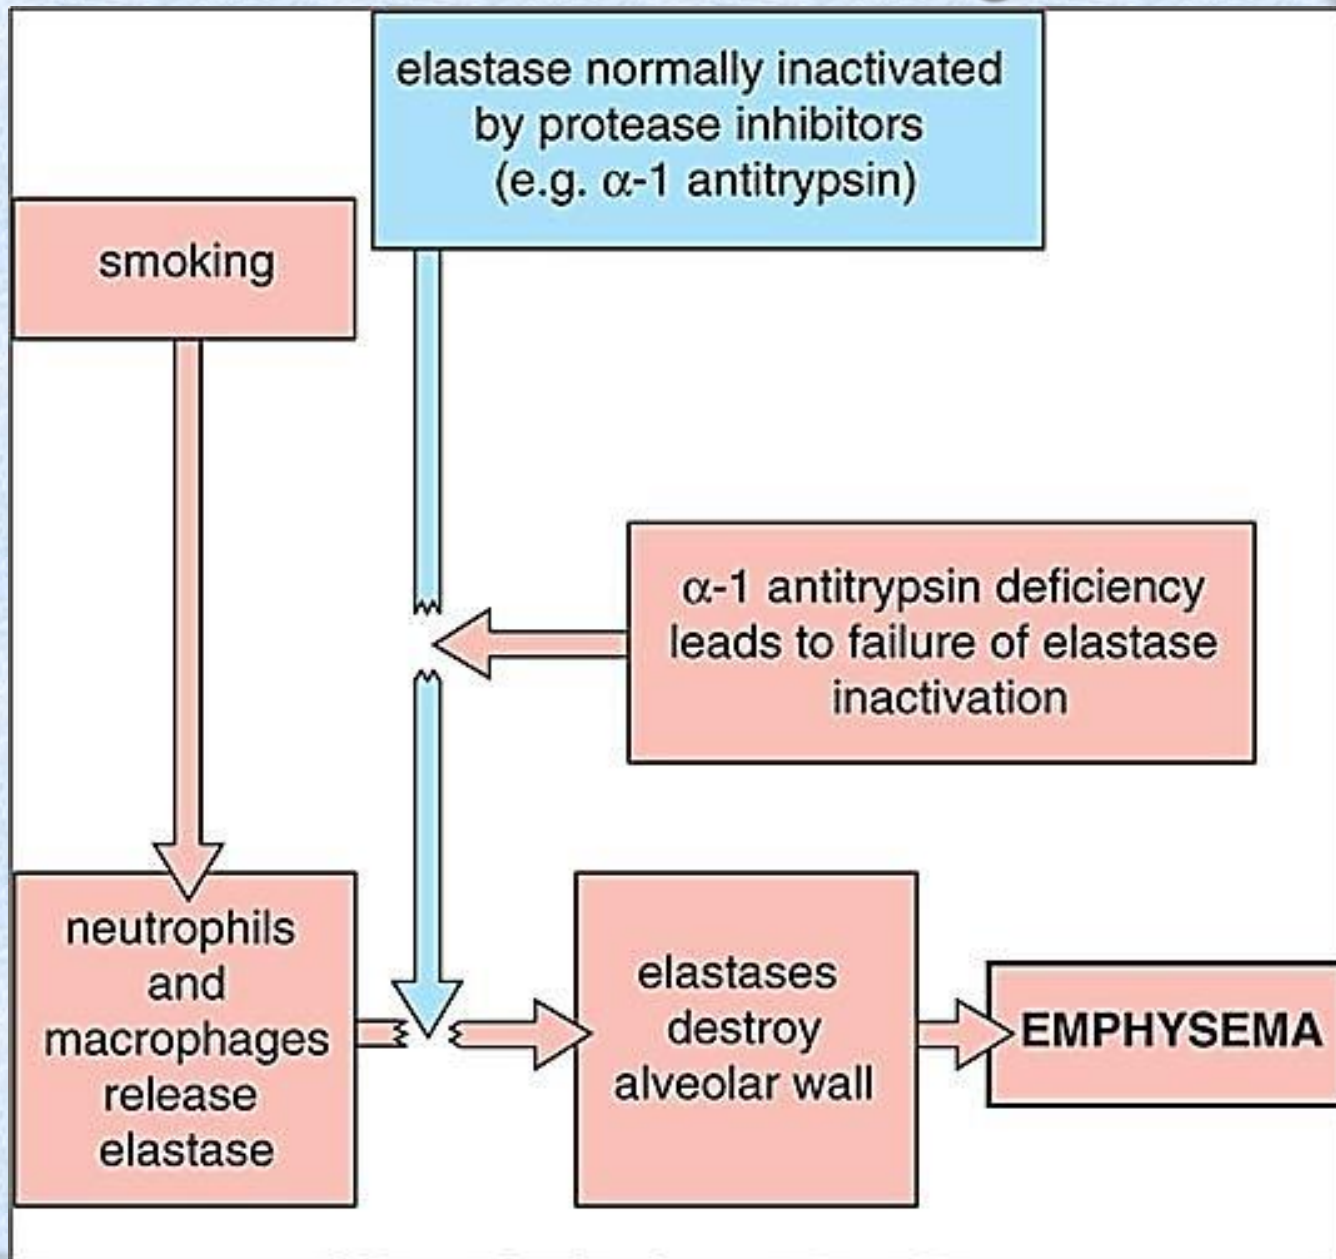 elastase normally inactivated
by protease inhibitors
(e.g. α-1 antitrypsin)
smoking
α-1 antitrypsin deficiency
leads to failure of elastase
inactivation
neutrophils
and
macrophages
release
elastase
elastases
destroy
alveolar wall
EMPHYSEMA